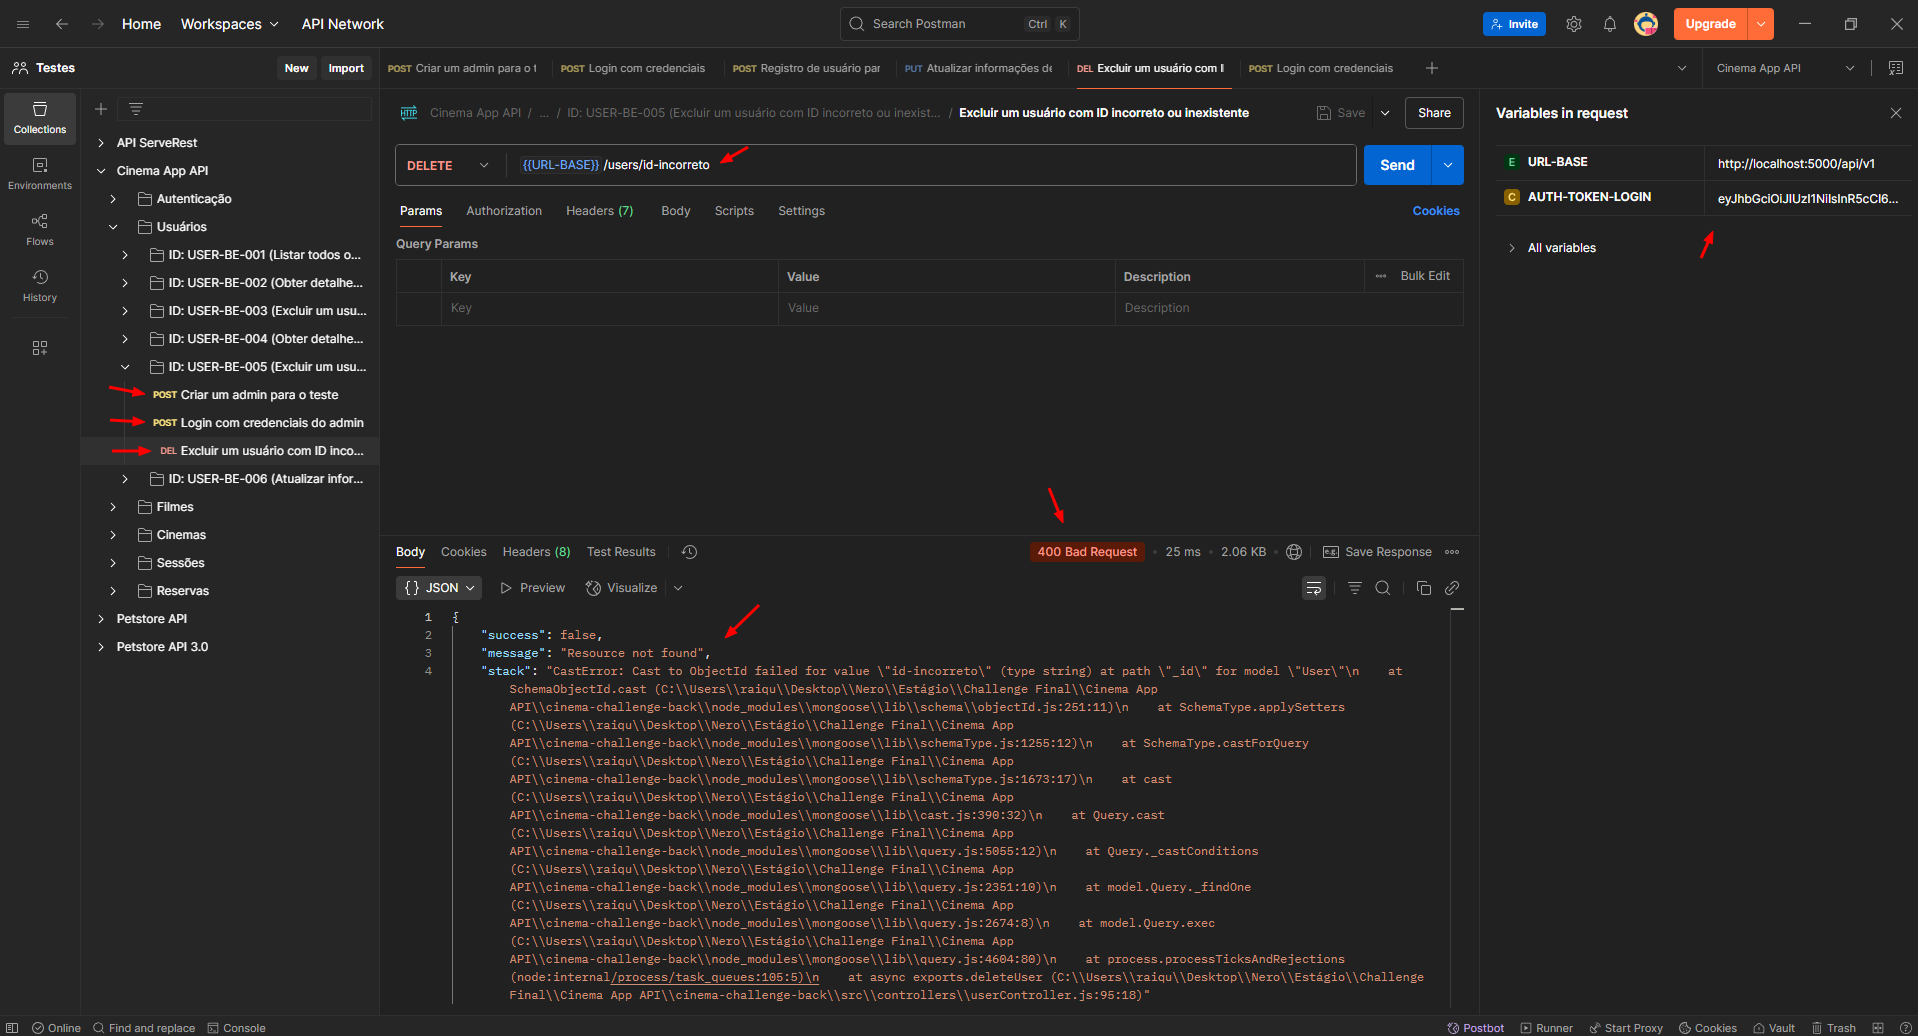 Home Workspaces API Network Search Postman Ctrl K Invite Upgrade
Testes New Import POST Criar um admin para o t POST Login com credenciais POST Registro de usuário par PUT Atualizar informações de DEL Excluir um usuário com I POST Login com credenciais Cinema App API
Collections
Environments
Flows
History
API ServeRest
Cinema App API
Autenticação
Usuários
ID: USER-BE-001 (Listar todos o...
ID: USER-BE-002 (Obter detalhe...
ID: USER-BE-003 (Excluir um usu...
ID: USER-BE-004 (Obter detalhe...
ID: USER-BE-005 (Excluir um usu...
POST Criar um admin para o teste
POST Login com credenciais do admin
DEL Excluir um usuário com ID inco...
ID: USER-BE-006 (Atualizar infor...
Filmes
Cinemas
Sessões
Reservas
Petstore API
Petstore API 3.0
HTTP Cinema App API / ... / ID: USER-BE-005 (Excluir um usuário com ID incorreto ou inexist... / Excluir um usuário com ID incorreto ou inexistente Save Share
DELETE {{URL-BASE}} /users/id-incorreto Send
Params Authorization Headers (7) Body Scripts Settings Cookies
Query Params
Key Value Description Bulk Edit
Key Value Description
Variables in request
E URL-BASE http://localhost:5000/api/v1
C AUTH-TOKEN-LOGIN eyJhbGciOiJIUzI1NiIsInR5cCI6...
All variables
Body Cookies Headers (8) Test Results 400 Bad Request 25 ms 2.06 KB e.g. Save Response
{} JSON Preview Visualize
1 {
2 "success": false,
3 "message": "Resource not found",
4 "stack": "CastError: Cast to ObjectId failed for value \"id-incorreto\" (type string) at path \"_id\" for model \"User\"\n    at
SchemaObjectId.cast (C:\\Users\\raiqu\\Desktop\\Nero\\Estágio\\Challenge Final\\Cinema App
API\\cinema-challenge-back\\node_modules\\mongoose\\lib\\schema\\objectId.js:251:11)\n    at SchemaType.applySetters
(C:\\Users\\raiqu\\Desktop\\Nero\\Estágio\\Challenge Final\\Cinema App
API\\cinema-challenge-back\\node_modules\\mongoose\\lib\\schemaType.js:1255:12)\n    at SchemaType.castForQuery
(C:\\Users\\raiqu\\Desktop\\Nero\\Estágio\\Challenge Final\\Cinema App
API\\cinema-challenge-back\\node_modules\\mongoose\\lib\\schemaType.js:1673:17)\n    at cast
(C:\\Users\\raiqu\\Desktop\\Nero\\Estágio\\Challenge Final\\Cinema App
API\\cinema-challenge-back\\node_modules\\mongoose\\lib\\cast.js:390:32)\n    at Query.cast
(C:\\Users\\raiqu\\Desktop\\Nero\\Estágio\\Challenge Final\\Cinema App
API\\cinema-challenge-back\\node_modules\\mongoose\\lib\\query.js:5055:12)\n    at Query._castConditions
(C:\\Users\\raiqu\\Desktop\\Nero\\Estágio\\Challenge Final\\Cinema App
API\\cinema-challenge-back\\node_modules\\mongoose\\lib\\query.js:2351:10)\n    at model.Query._findOne
(C:\\Users\\raiqu\\Desktop\\Nero\\Estágio\\Challenge Final\\Cinema App
API\\cinema-challenge-back\\node_modules\\mongoose\\lib\\query.js:2674:8)\n    at model.Query.exec
(C:\\Users\\raiqu\\Desktop\\Nero\\Estágio\\Challenge Final\\Cinema App
API\\cinema-challenge-back\\node_modules\\mongoose\\lib\\query.js:4604:80)\n    at process.processTicksAndRejections
(node:internal/process/task_queues:105:5)\n    at async exports.deleteUser (C:\\Users\\raiqu\\Desktop\\Nero\\Estágio\\Challenge
Final\\Cinema App API\\cinema-challenge-back\\src\\controllers\\userController.js:95:18)"
Online Find and replace Console Postbot Runner Start Proxy Cookies Vault Trash